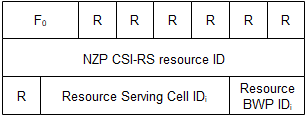 F₀ R R R R R R
NZP CSI-RS resource ID
R Resource Serving Cell IDᵢ Resource
BWP IDᵢ